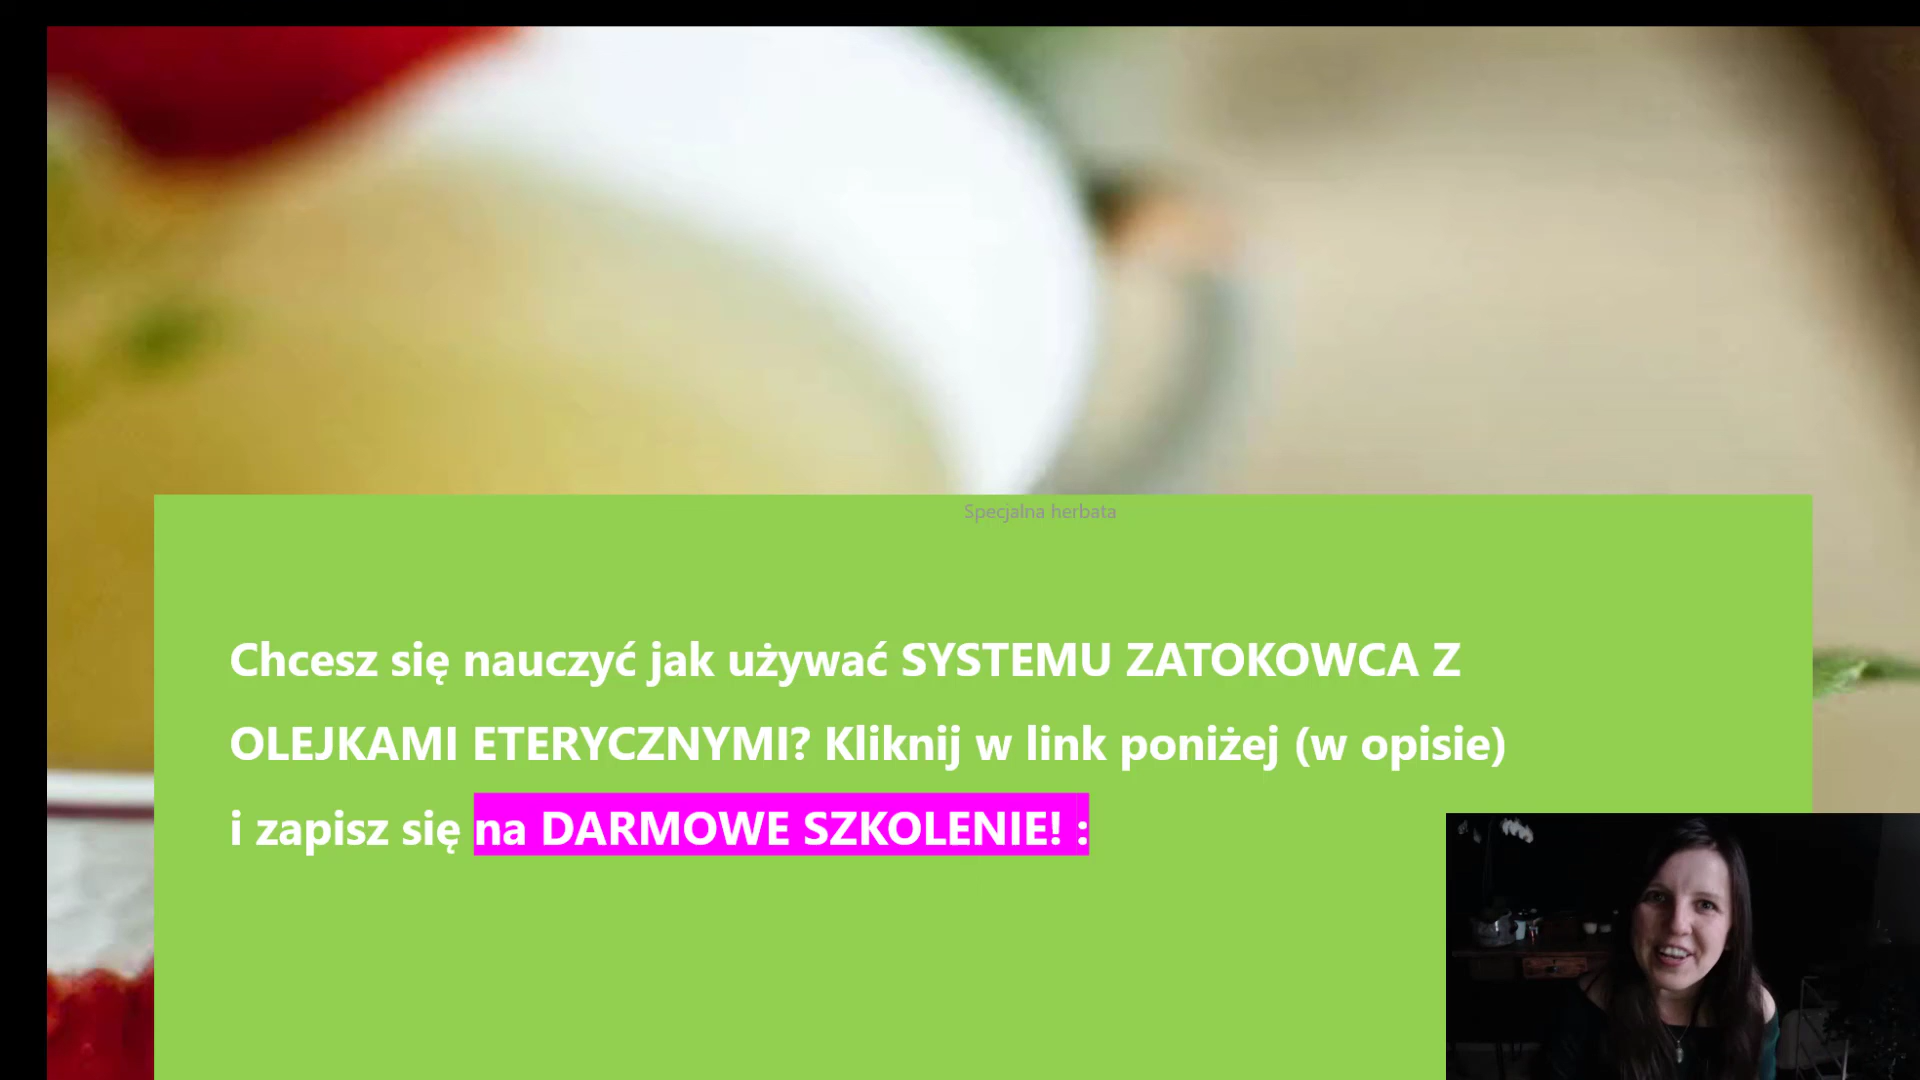 Specjalna herbata
Chcesz się nauczyć jak używać SYSTEMU ZATOKOWCA Z
OLEJKAMI ETERYCZNYMI? Kliknij w link poniżej (w opisie)
i zapisz się na DARMOWE SZKOLENIE! :